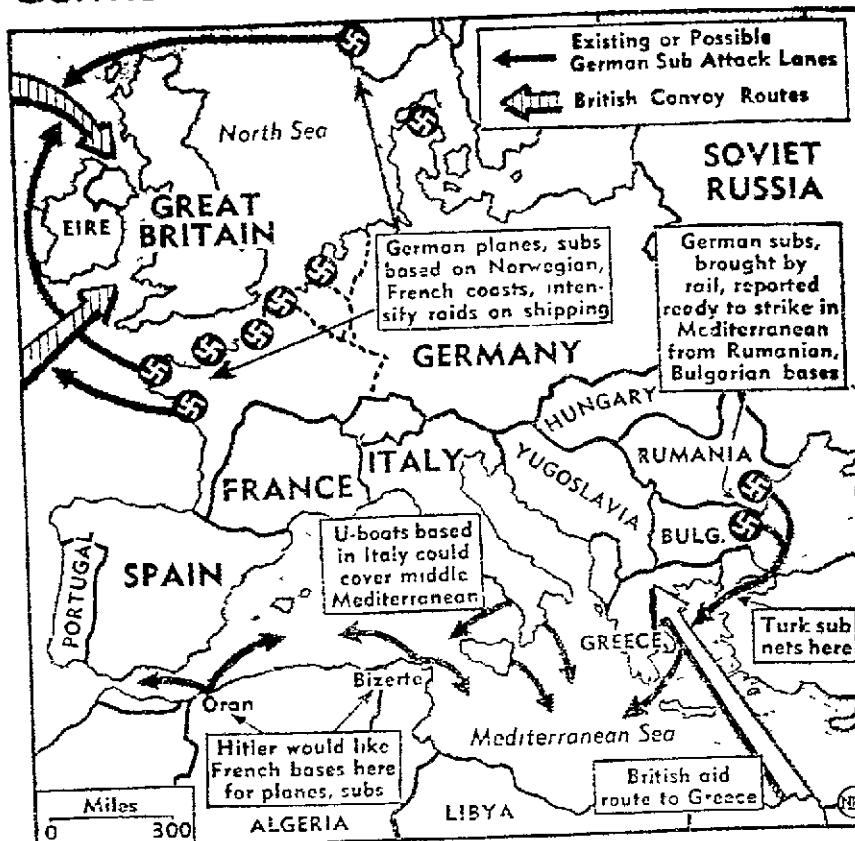 Existing or Possible
German Sub Attack Lanes
British Convoy Routes
North Sea
SOVIET
RUSSIA
EIRE
GREAT
BRITAIN
German planes, subs
based on Norwegian,
French coasts, inten-
sify raids on shipping
German subs,
brought by
rail, reported
ready to strike in
Mediterranean
from Rumanian,
Bulgarian bases
GERMANY
HUNGARY
RUMANIA
FRANCE
ITALY
YUGOSLAVIA
BULG.
PORTUGAL
SPAIN
U-boats based
in Italy could
cover middle
Mediterranean
GREECE
Turk sub
nets here
Oran
Bizerte
Hitler would like
French bases here
for planes, subs
Mediterranean Sea
British aid
route to Greece
Miles
0 300
ALGERIA
LIBYA